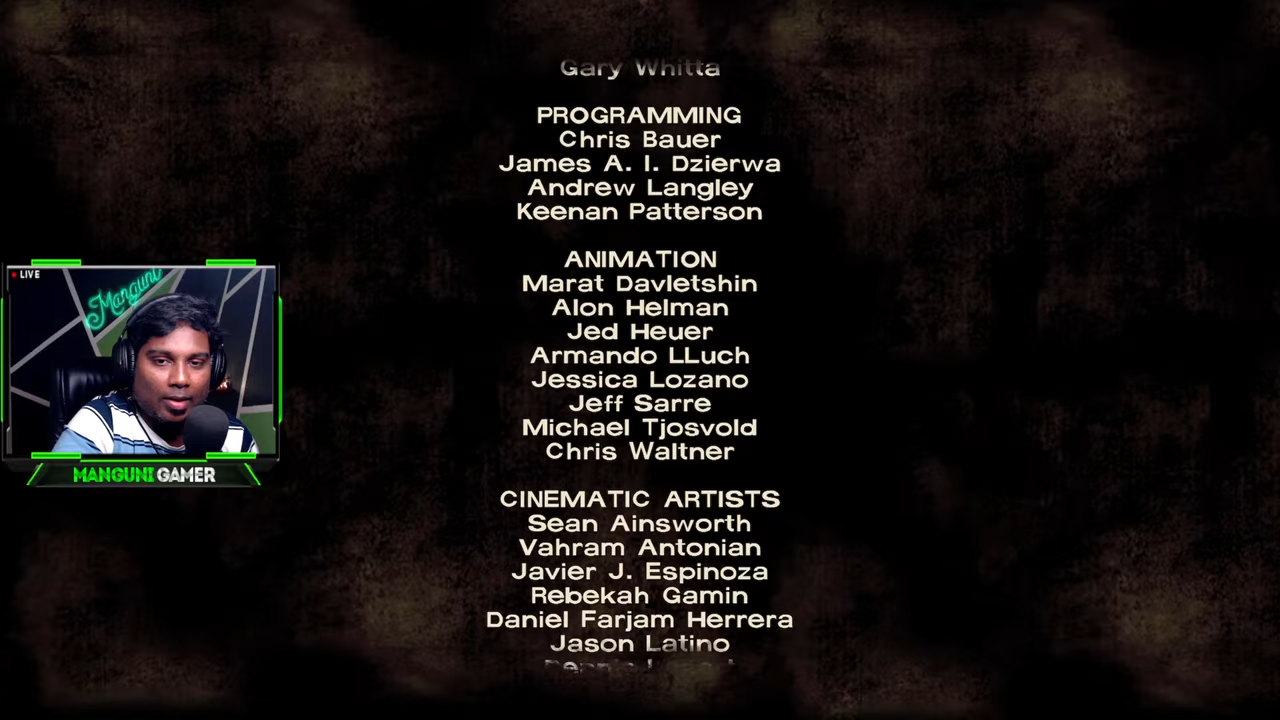 Gary Whitta
PROGRAMMING
Chris Bauer
James A. I. Dzierwa
Andrew Langley
Keenan Patterson
ANIMATION
Marat Davletshin
Alon Helman
Jed Heuer
Armando LLuch
Jessica Lozano
Jeff Sarre
Michael Tjosvold
Chris Waltner
CINEMATIC ARTISTS
Sean Ainsworth
Vahram Antonian
Javier J. Espinoza
Rebekah Gamin
Daniel Farjam Herrera
Jason Latino
LIVE
Manguni
MANGUNI GAMER